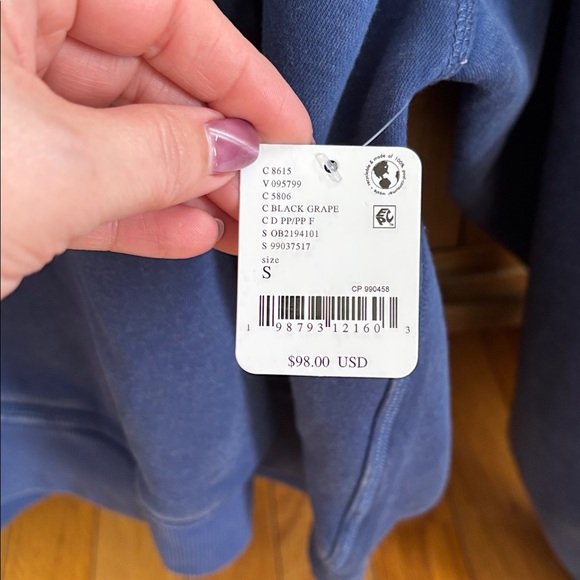 C 8615
V 095799
C 5806
C BLACK GRAPE
C D PP/PP F
S OB2194101
S 99037517
size
S
CP 990458
1 98793 12160 3
$98.00 USD